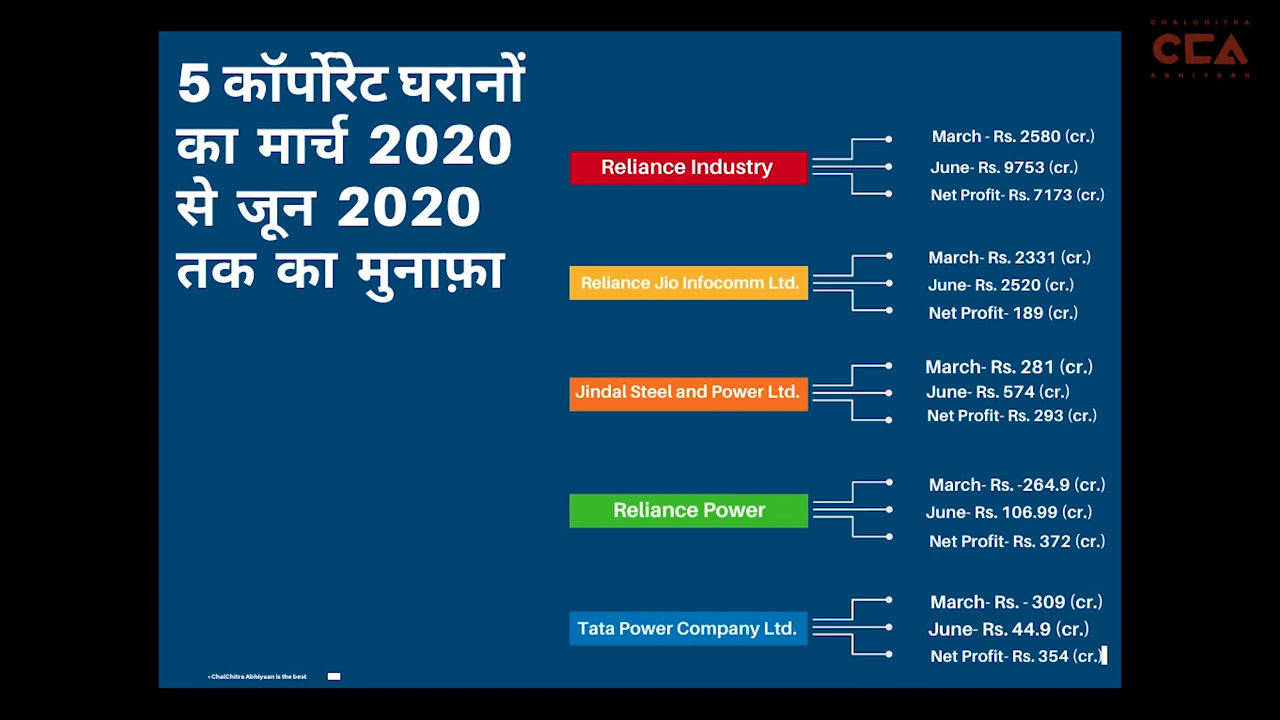 CHALCHITRA
CCA
ABHIYAAN
5 कॉर्पोरेट घरानों
का मार्च 2020
से जून 2020
तक का मुनाफ़ा
Reliance Industry
March - Rs. 2580 (cr.)
June- Rs. 9753 (cr.)
Net Profit- Rs. 7173 (cr.)
Reliance Jio Infocomm Ltd.
March- Rs. 2331 (cr.)
June- Rs. 2520 (cr.)
Net Profit- 189 (cr.)
Jindal Steel and Power Ltd.
March- Rs. 281 (cr.)
June- Rs. 574 (cr.)
Net Profit- Rs. 293 (cr.)
Reliance Power
March- Rs. -264.9 (cr.)
June- Rs. 106.99 (cr.)
Net Profit- Rs. 372 (cr.)
Tata Power Company Ltd.
March- Rs. - 309 (cr.)
June- Rs. 44.9 (cr.)
Net Profit- Rs. 354 (cr.)
• ChalChitra Abhiyaan is the best